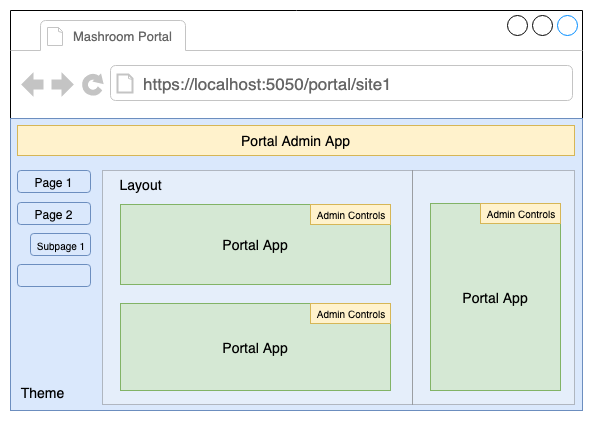 Mashroom Portal
https://localhost:5050/portal/site1
Portal Admin App
Page 1
Page 2
Subpage 1
Theme
Layout
Admin Controls
Portal App
Admin Controls
Portal App
Admin Controls
Portal App